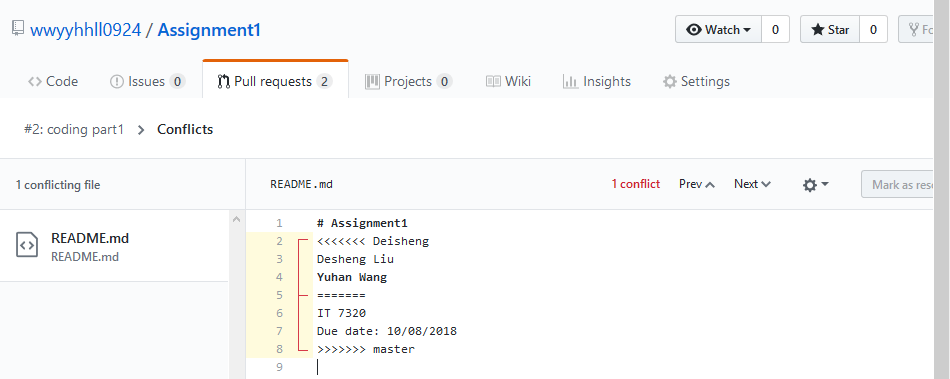 wwyyhhll0924 / Assignment1
Watch 0 Star 0
Code Issues 0 Pull requests 2 Projects 0 Wiki Insights Settings
#2: coding part1 Conflicts
1 conflicting file
README.md 1 conflict Prev Next Mark as res
README.md
README.md
1 # Assignment1
2 <<<<<<< Deisheng
3 Desheng Liu
4 Yuhan Wang
5 =======
6 IT 7320
7 Due date: 10/08/2018
8 >>>>>>> master
9